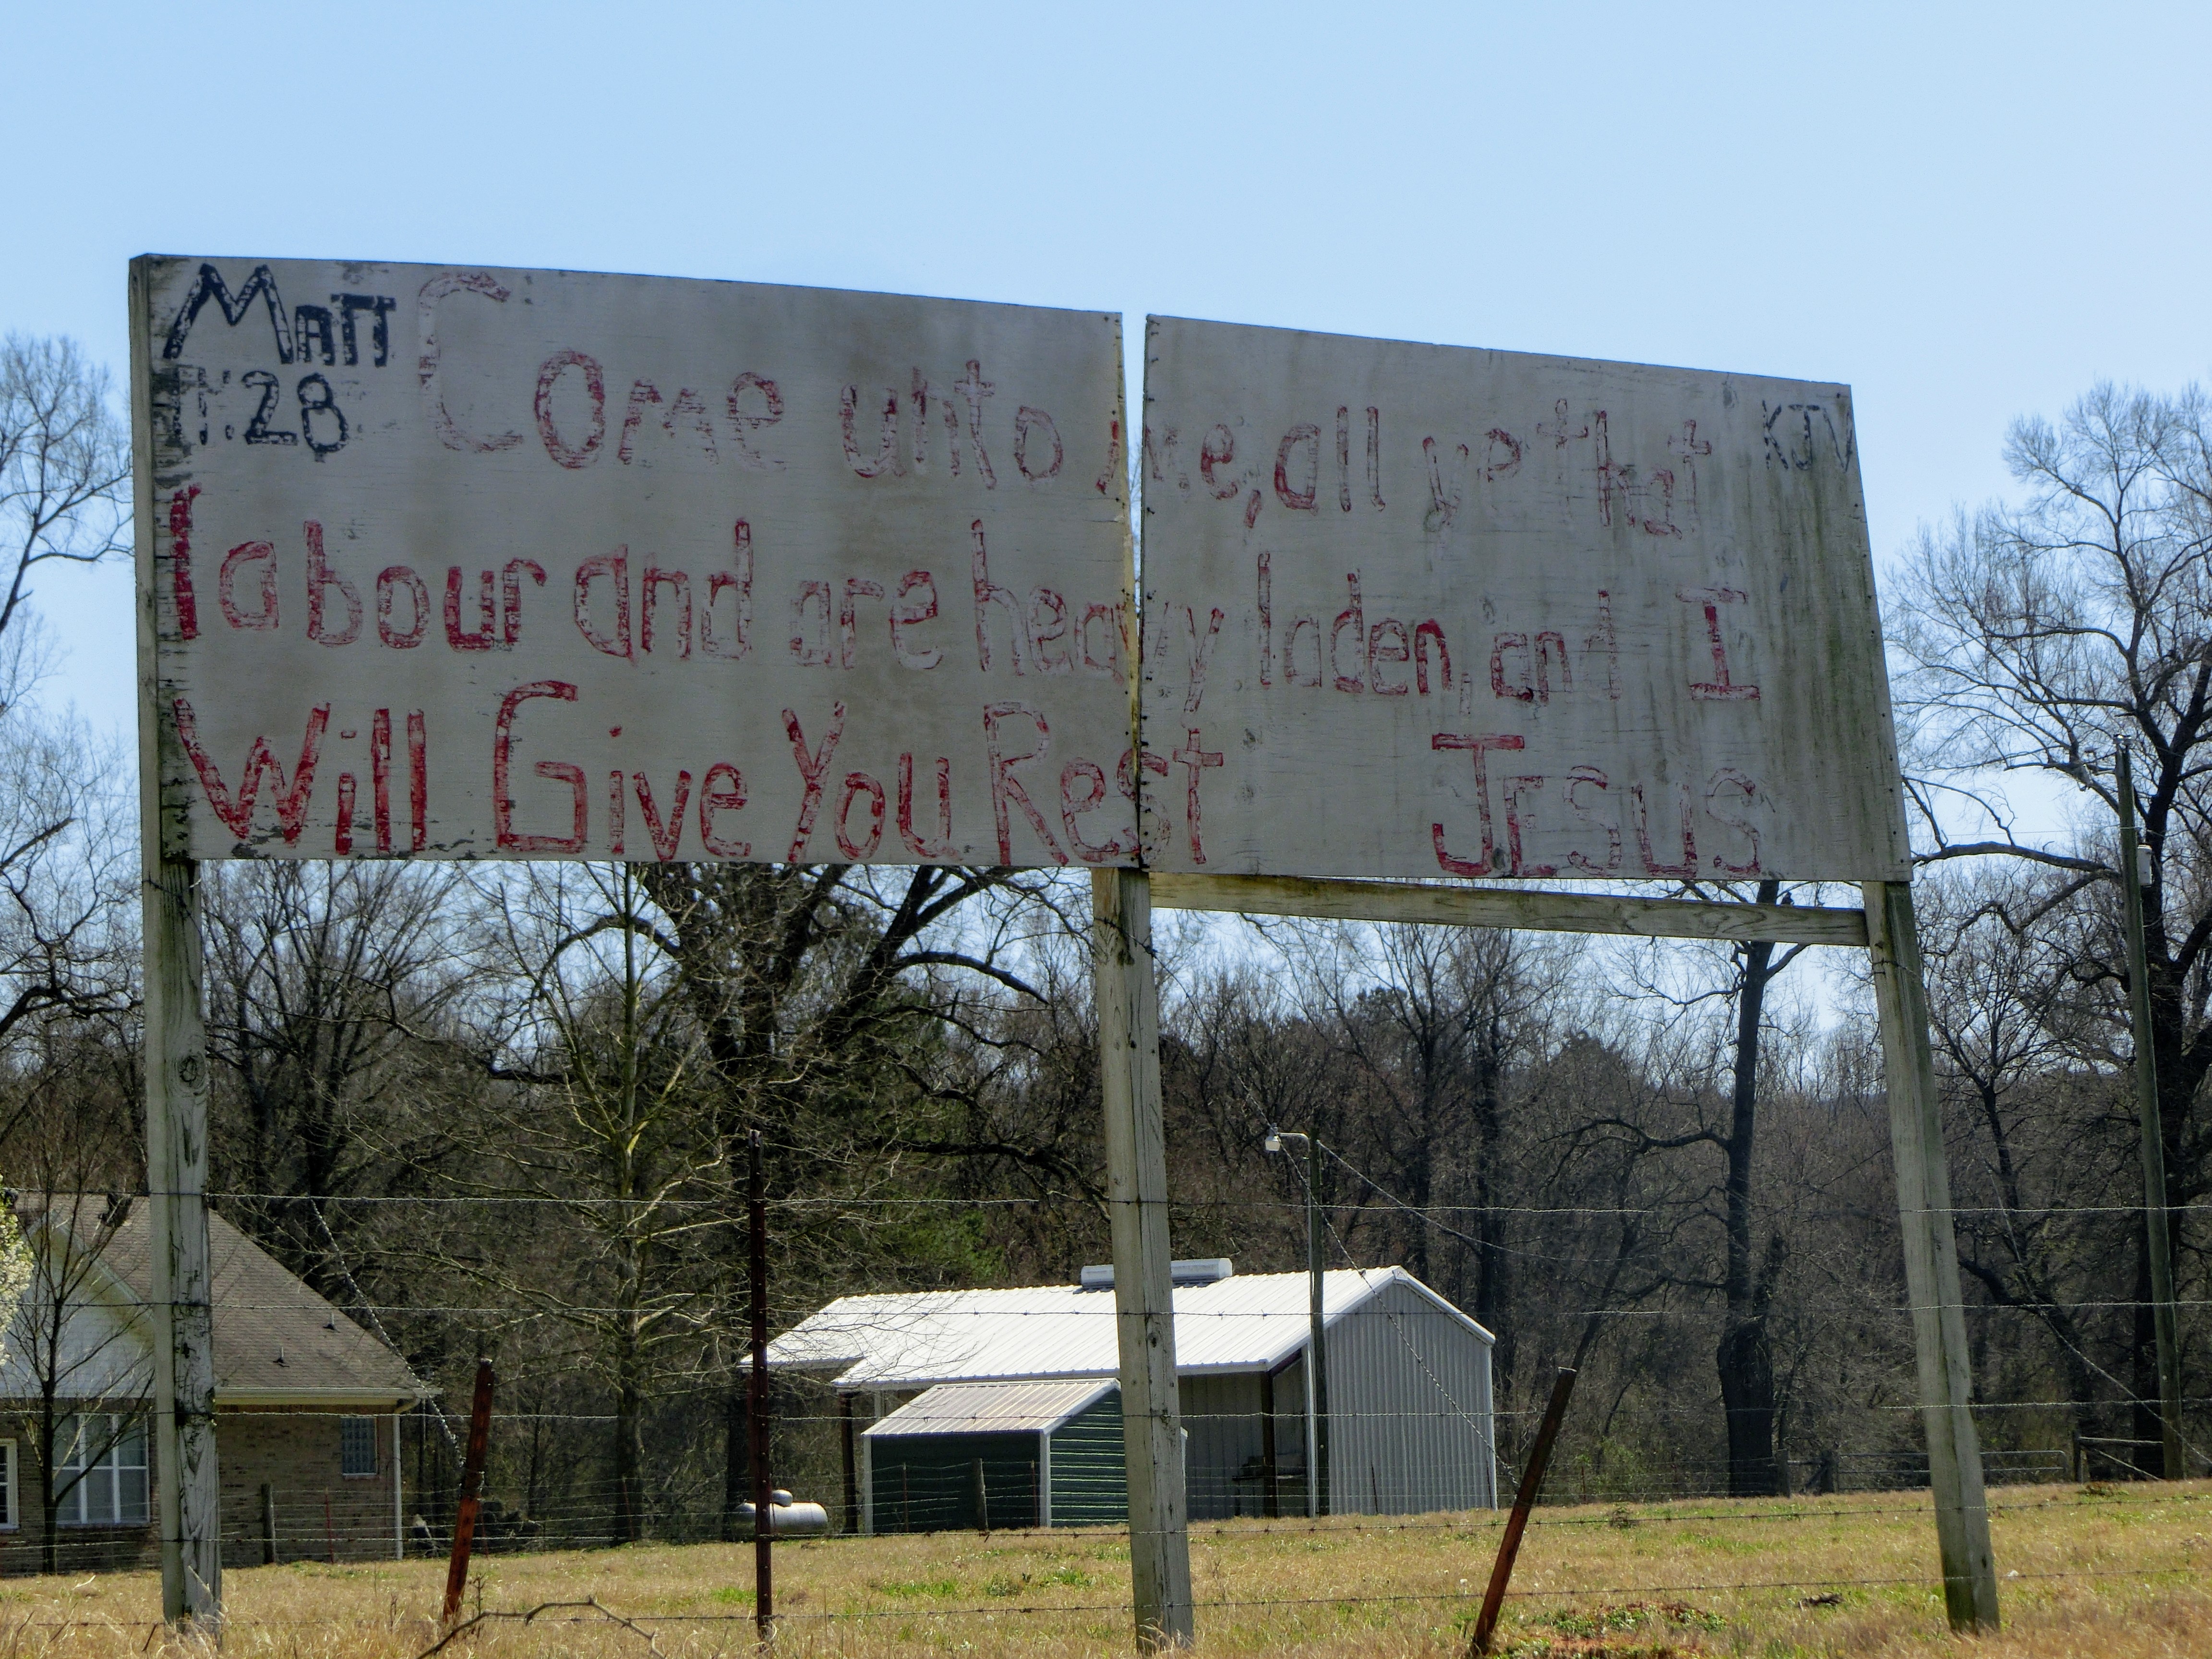 Matt 11:28
Come unto me, all ye that KJV
labour and are heavy laden, and I
Will Give You Rest Jesus